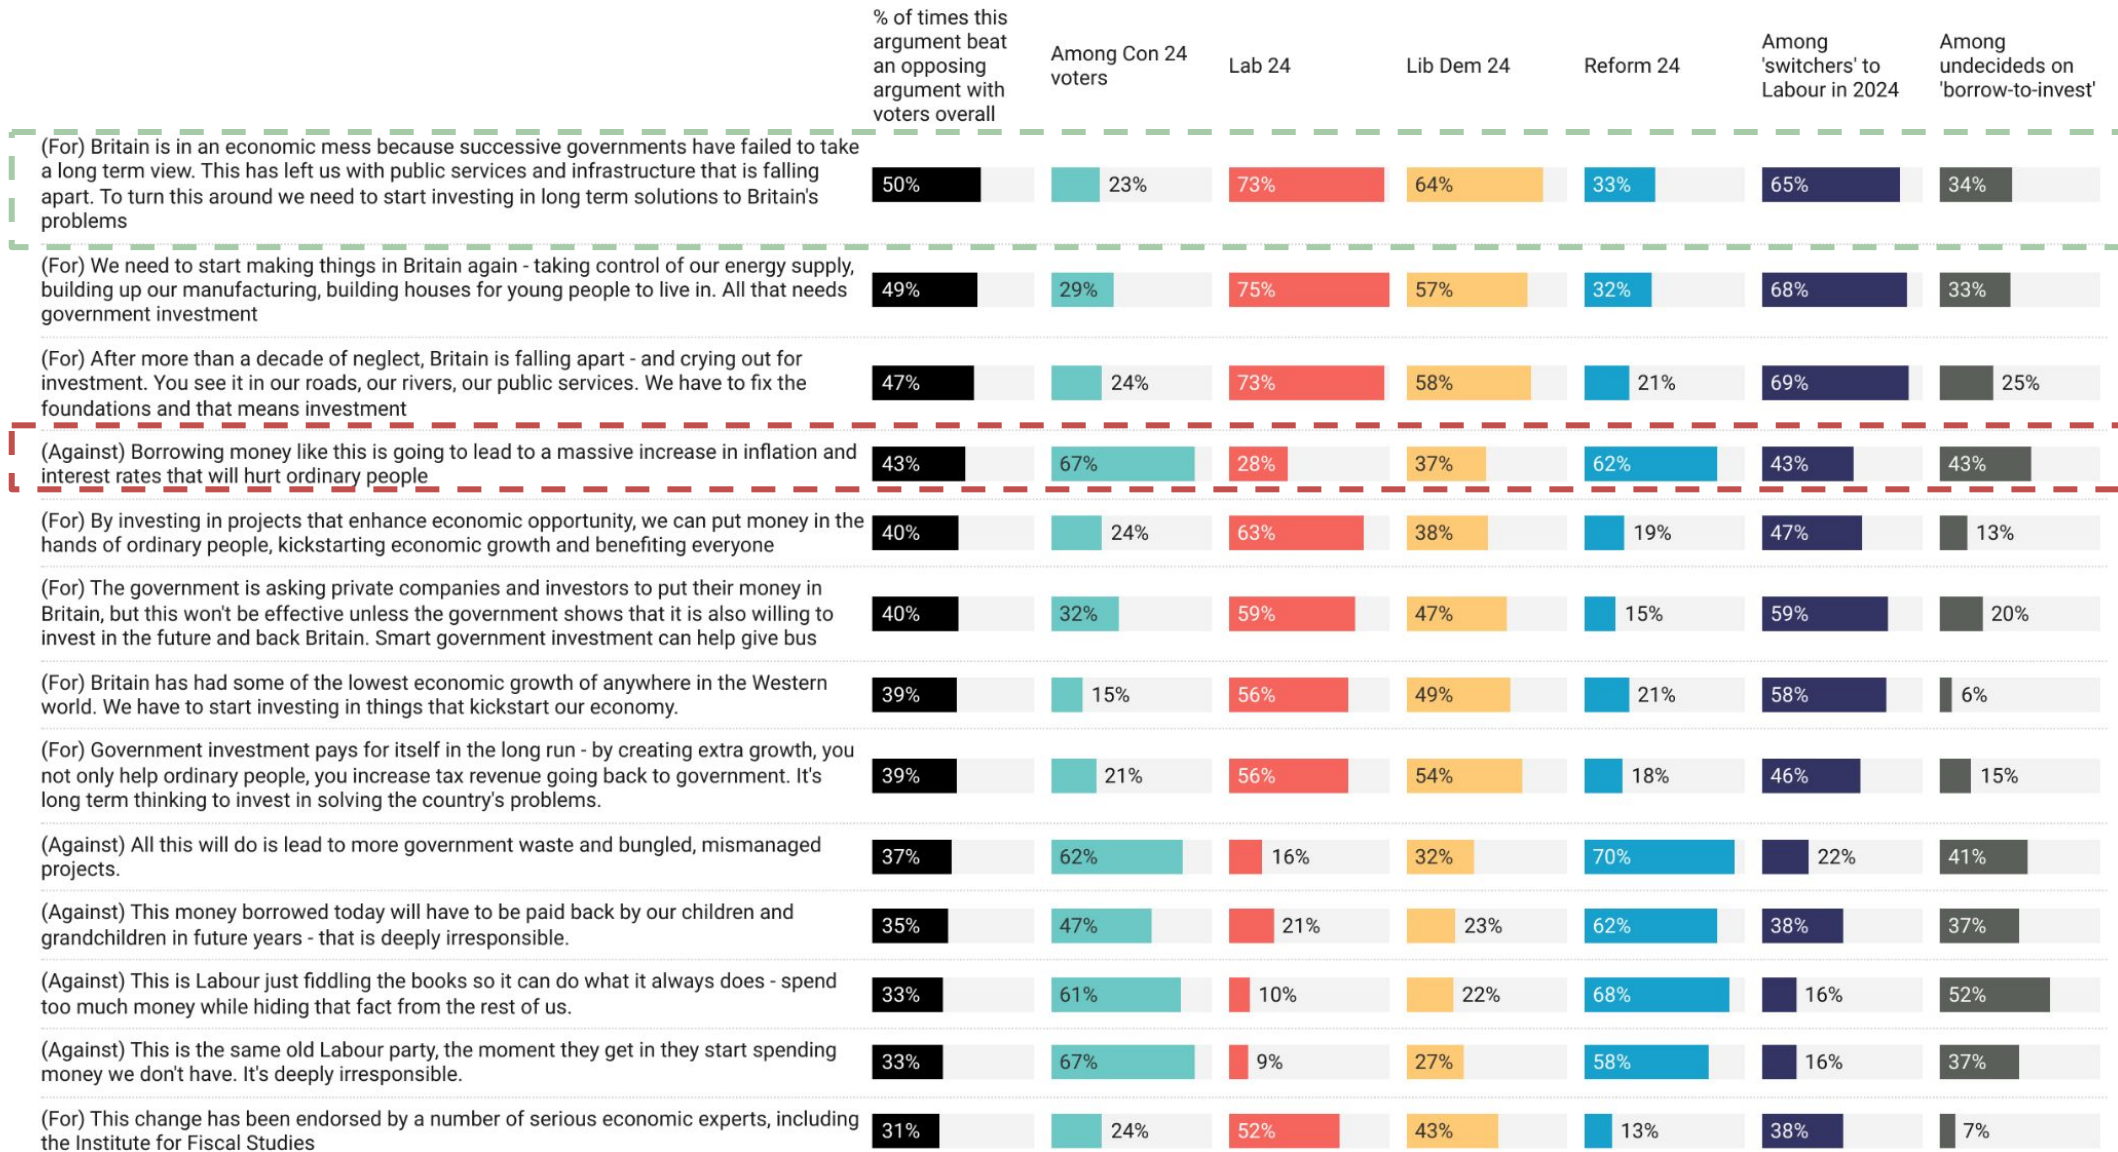 % of times this
argument beat
an opposing
argument with
voters overall
Among Con 24
voters
Lab 24
Lib Dem 24
Reform 24
Among
'switchers' to
Labour in 2024
Among
undecideds on
'borrow-to-invest'
(For) Britain is in an economic mess because successive governments have failed to take
a long term view. This has left us with public services and infrastructure that is falling
apart. To turn this around we need to start investing in long term solutions to Britain's
problems
50% 23% 73% 64% 33% 65% 34%
(For) We need to start making things in Britain again - taking control of our energy supply,
building up our manufacturing, building houses for young people to live in. All that needs
government investment
49% 29% 75% 57% 32% 68% 33%
(For) After more than a decade of neglect, Britain is falling apart - and crying out for
investment. You see it in our roads, our rivers, our public services. We have to fix the
foundations and that means investment
47% 24% 73% 58% 21% 69% 25%
(Against) Borrowing money like this is going to lead to a massive increase in inflation and
interest rates that will hurt ordinary people
43% 67% 28% 37% 62% 43% 43%
(For) By investing in projects that enhance economic opportunity, we can put money in the
hands of ordinary people, kickstarting economic growth and benefiting everyone
40% 24% 63% 38% 19% 47% 13%
(For) The government is asking private companies and investors to put their money in
Britain, but this won't be effective unless the government shows that it is also willing to
invest in the future and back Britain. Smart government investment can help give bus
40% 32% 59% 47% 15% 59% 20%
(For) Britain has had some of the lowest economic growth of anywhere in the Western
world. We have to start investing in things that kickstart our economy.
39% 15% 56% 49% 21% 58% 6%
(For) Government investment pays for itself in the long run - by creating extra growth, you
not only help ordinary people, you increase tax revenue going back to government. It's
long term thinking to invest in solving the country's problems.
39% 21% 56% 54% 18% 46% 15%
(Against) All this will do is lead to more government waste and bungled, mismanaged
projects.
37% 62% 16% 32% 70% 22% 41%
(Against) This money borrowed today will have to be paid back by our children and
grandchildren in future years - that is deeply irresponsible.
35% 47% 21% 23% 62% 38% 37%
(Against) This is Labour just fiddling the books so it can do what it always does - spend
too much money while hiding that fact from the rest of us.
33% 61% 10% 22% 68% 16% 52%
(Against) This is the same old Labour party, the moment they get in they start spending
money we don't have. It's deeply irresponsible.
33% 67% 9% 27% 58% 16% 37%
(For) This change has been endorsed by a number of serious economic experts, including
the Institute for Fiscal Studies
31% 24% 52% 43% 13% 38% 7%